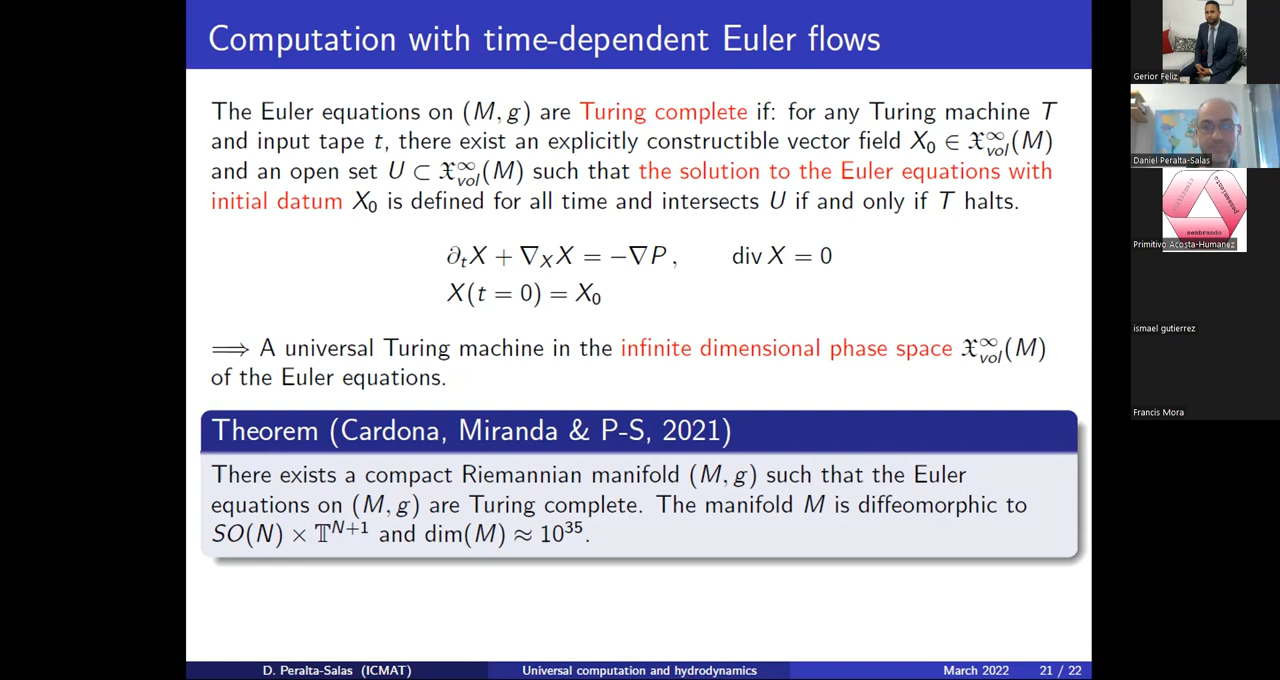 Computation with time-dependent Euler flows
The Euler equations on (M, g) are Turing complete if: for any Turing machine T
and input tape t, there exist an explicitly constructible vector field X₀ ∈ 𝔛^∞_vol(M)
and an open set U ⊂ 𝔛^∞_vol(M) such that the solution to the Euler equations with
initial datum X₀ is defined for all time and intersects U if and only if T halts.
∂ₜX + ∇_X X = −∇P , div X = 0
X(t = 0) = X₀
⟹ A universal Turing machine in the infinite dimensional phase space 𝔛^∞_vol(M)
of the Euler equations.
Theorem (Cardona, Miranda & P-S, 2021)
There exists a compact Riemannian manifold (M, g) such that the Euler
equations on (M, g) are Turing complete. The manifold M is diffeomorphic to
SO(N) × 𝕋^{N+1} and dim(M) ≈ 10³⁵.
D. Peralta-Salas (ICMAT) Universal computation and hydrodynamics March 2022 21 / 22
Gerior Feliz
Daniel Peralta-Salas
pensamiento
sembrando
Primitivo Acosta-Humanez
ismael gutierrez
Francis Mora